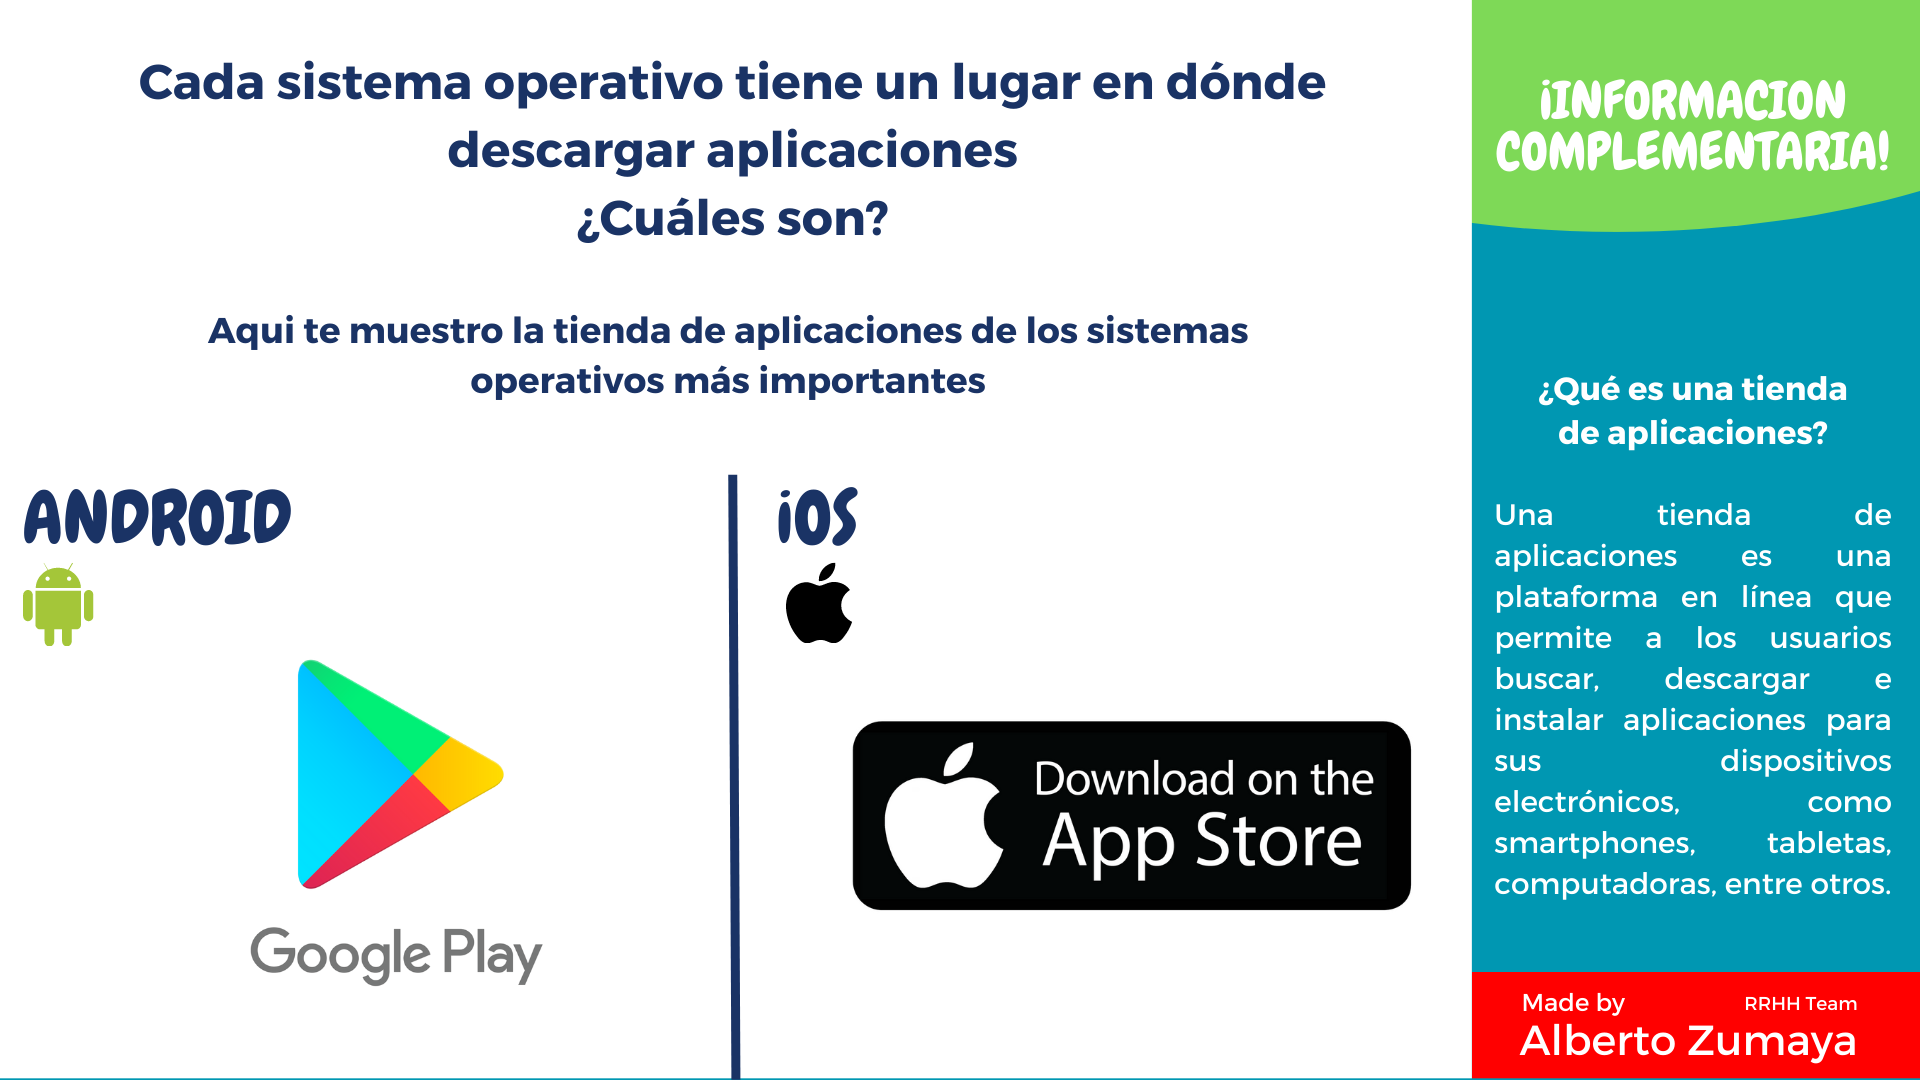 Cada sistema operativo tiene un lugar en dónde
descargar aplicaciones
¿Cuáles son?
Aqui te muestro la tienda de aplicaciones de los sistemas
operativos más importantes
ANDROID
Google Play
iOS
Download on the
App Store
¡INFORMACION
COMPLEMENTARIA!
¿Qué es una tienda
de aplicaciones?
Una tienda de
aplicaciones es una
plataforma en línea que
permite a los usuarios
buscar, descargar e
instalar aplicaciones para
sus dispositivos
electrónicos, como
smartphones, tabletas,
computadoras, entre otros.
Made by RRHH Team
Alberto Zumaya